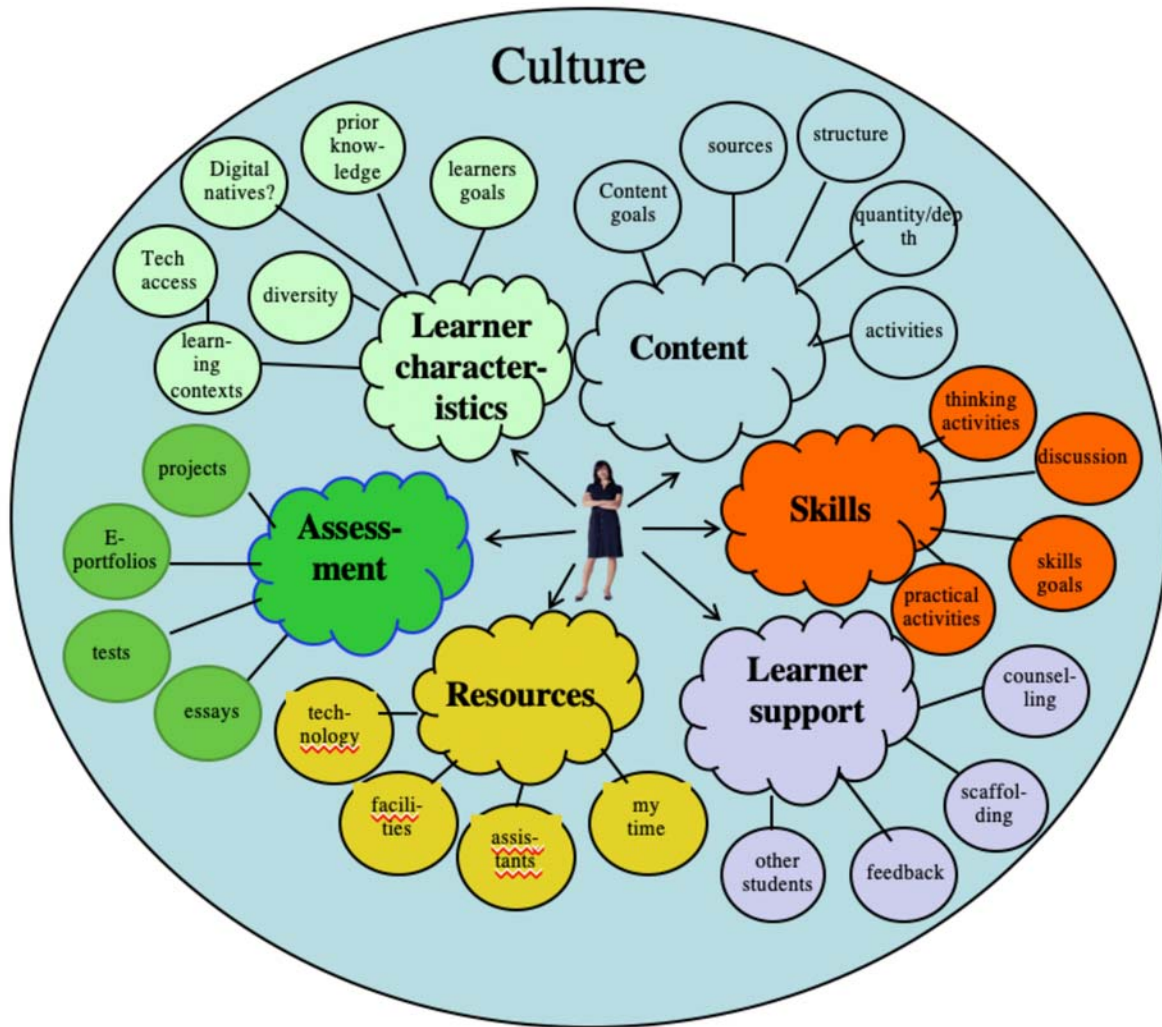 Culture
prior
know-
ledge
Digital
natives?
learners
goals
Tech
access
diversity
learn-
ing
contexts
Learner
character-
istics
Content
goals
sources
structure
quantity/dep
th
activities
Content
thinking
activities
discussion
skills
goals
practical
activities
Skills
projects
E-
portfolios
tests
essays
Assess-
ment
Resources
tech-
nology
facili-
ties
assis-
tants
my
time
Learner
support
counsel-
ling
scaffol-
ding
feedback
other
students